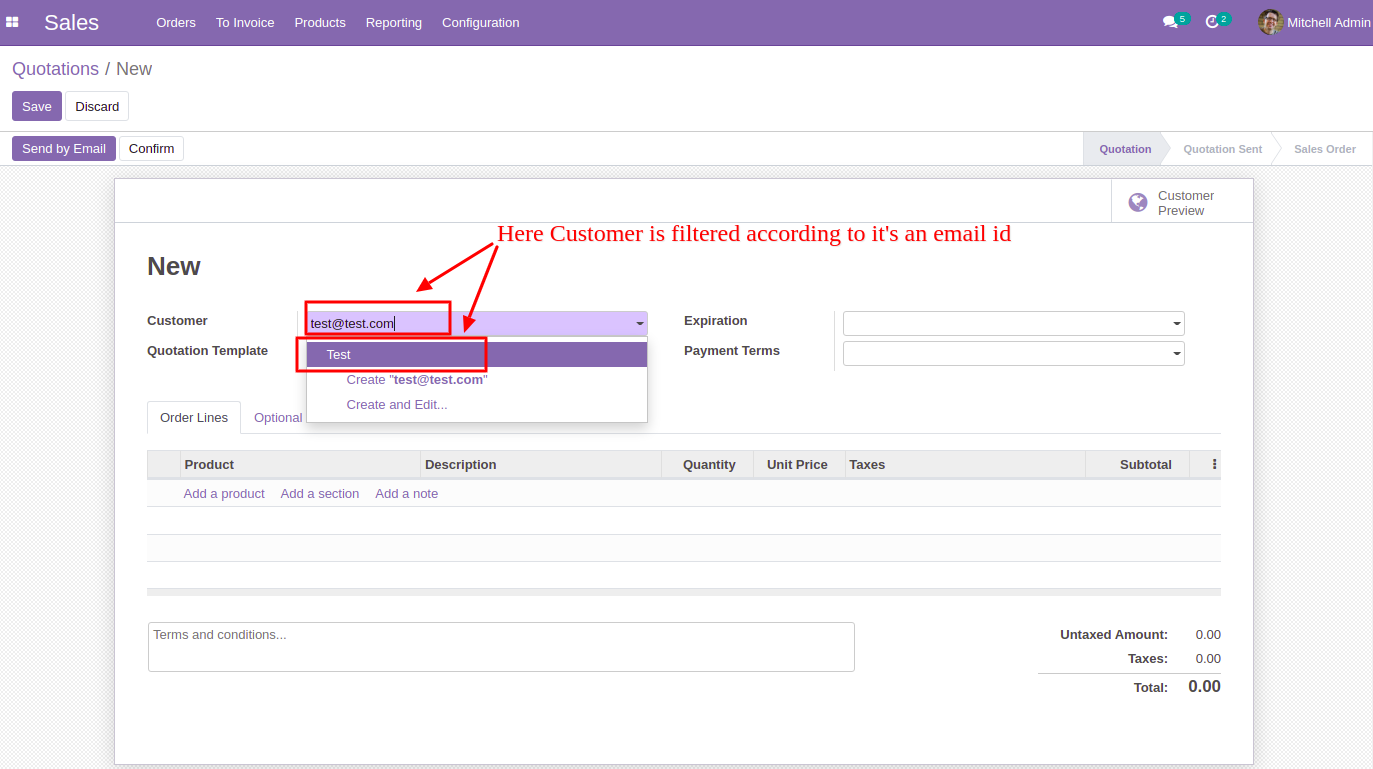 Sales Orders To Invoice Products Reporting Configuration 5 2 Mitchell Admin
Quotations / New
Save Discard
Send by Email Confirm Quotation Quotation Sent Sales Order
Customer
Preview
Here Customer is filtered according to it's an email id
New
Customer test@test.com Expiration
Quotation Template Test Payment Terms
Create "test@test.com"
Create and Edit...
Order Lines Optional
Product Description Quantity Unit Price Taxes Subtotal
Add a product Add a section Add a note
Terms and conditions... Untaxed Amount: 0.00
Taxes: 0.00
Total: 0.00